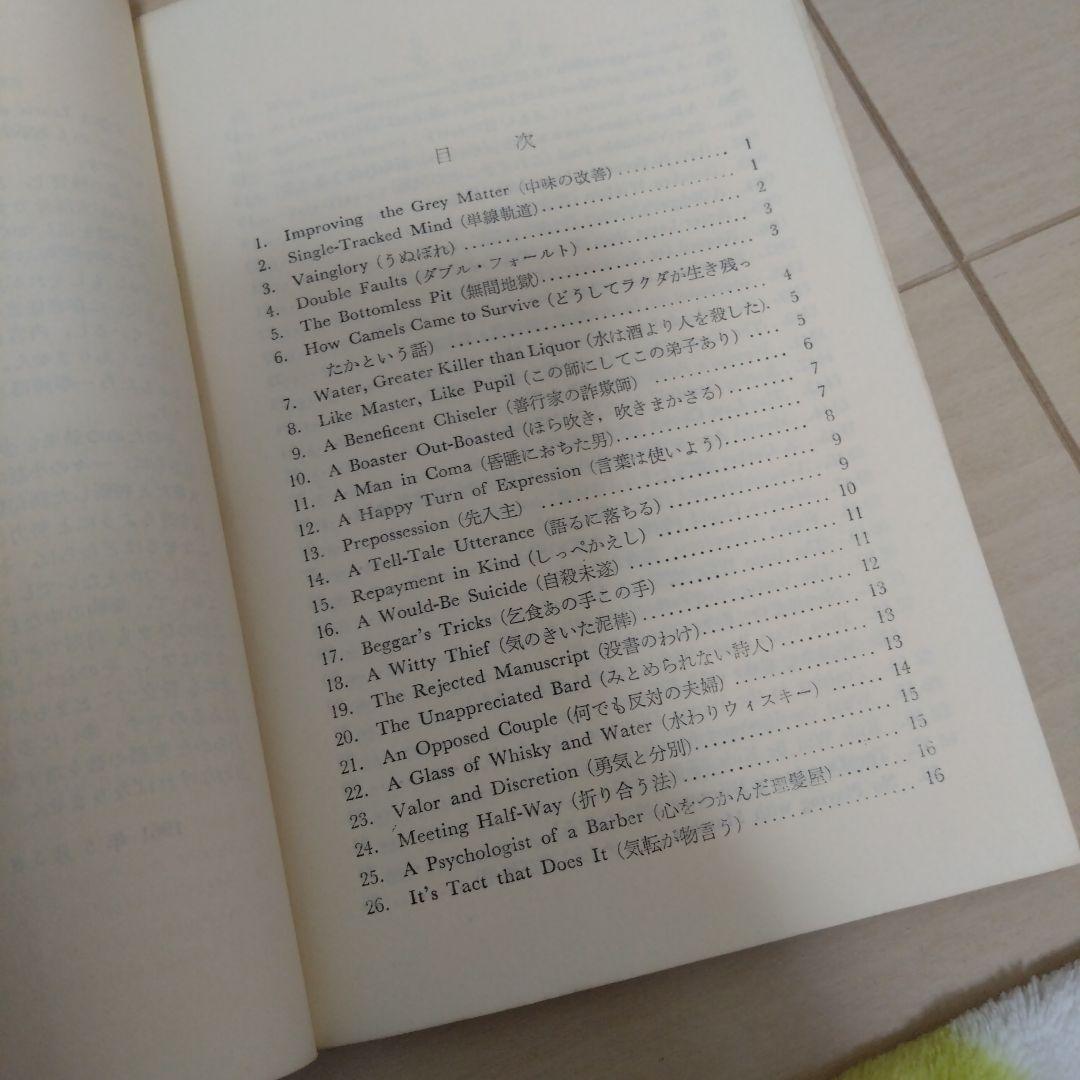 目 次
1. Improving the Grey Matter (中味の改善) ............ 1
2. Single-Tracked Mind (単線軌道) ............ 1
3. Vainglory (うぬぼれ) ............ 2
4. Double Faults (ダブル・フォールト) ............ 3
5. The Bottomless Pit (無間地獄) ............ 3
6. How Camels Came to Survive (どうしてラクダが生き残っ
たかという話) ............ 4
7. Water, Greater Killer than Liquor (水は酒より人を殺した). 5
8. Like Master, Like Pupil (この師にしてこの弟子あり) .... 5
9. A Beneficent Chiseler (善行家の詐欺師) ............ 6
10. A Boaster Out-Boasted (ほら吹き，吹きまかさる) ........ 7
11. A Man in Coma (昏睡におちた男) ............ 7
12. A Happy Turn of Expression (言葉は使いよう) ........ 8
13. Prepossession (先入主) ............ 9
14. A Tell-Tale Utterance (語るに落ちる) ............ 9
15. Repayment in Kind (しっぺかえし) ............ 10
16. A Would-Be Suicide (自殺未遂) ............ 11
17. Beggar's Tricks (乞食あの手この手) ............ 11
18. A Witty Thief (気のきいた泥棒) ............ 12
19. The Rejected Manuscript (没書のわけ) ............ 13
20. The Unappreciated Bard (みとめられない詩人) ........ 13
21. An Opposed Couple (何でも反対の夫婦) ............ 13
22. A Glass of Whisky and Water (水わりウィスキー) ...... 14
23. Valor and Discretion (勇気と分別) ............ 15
24. Meeting Half-Way (折り合う法) ............ 15
25. A Psychologist of a Barber (心をつかんだ理髪屋) ........ 16
26. It's Tact that Does It (気転が物言う) ............ 16